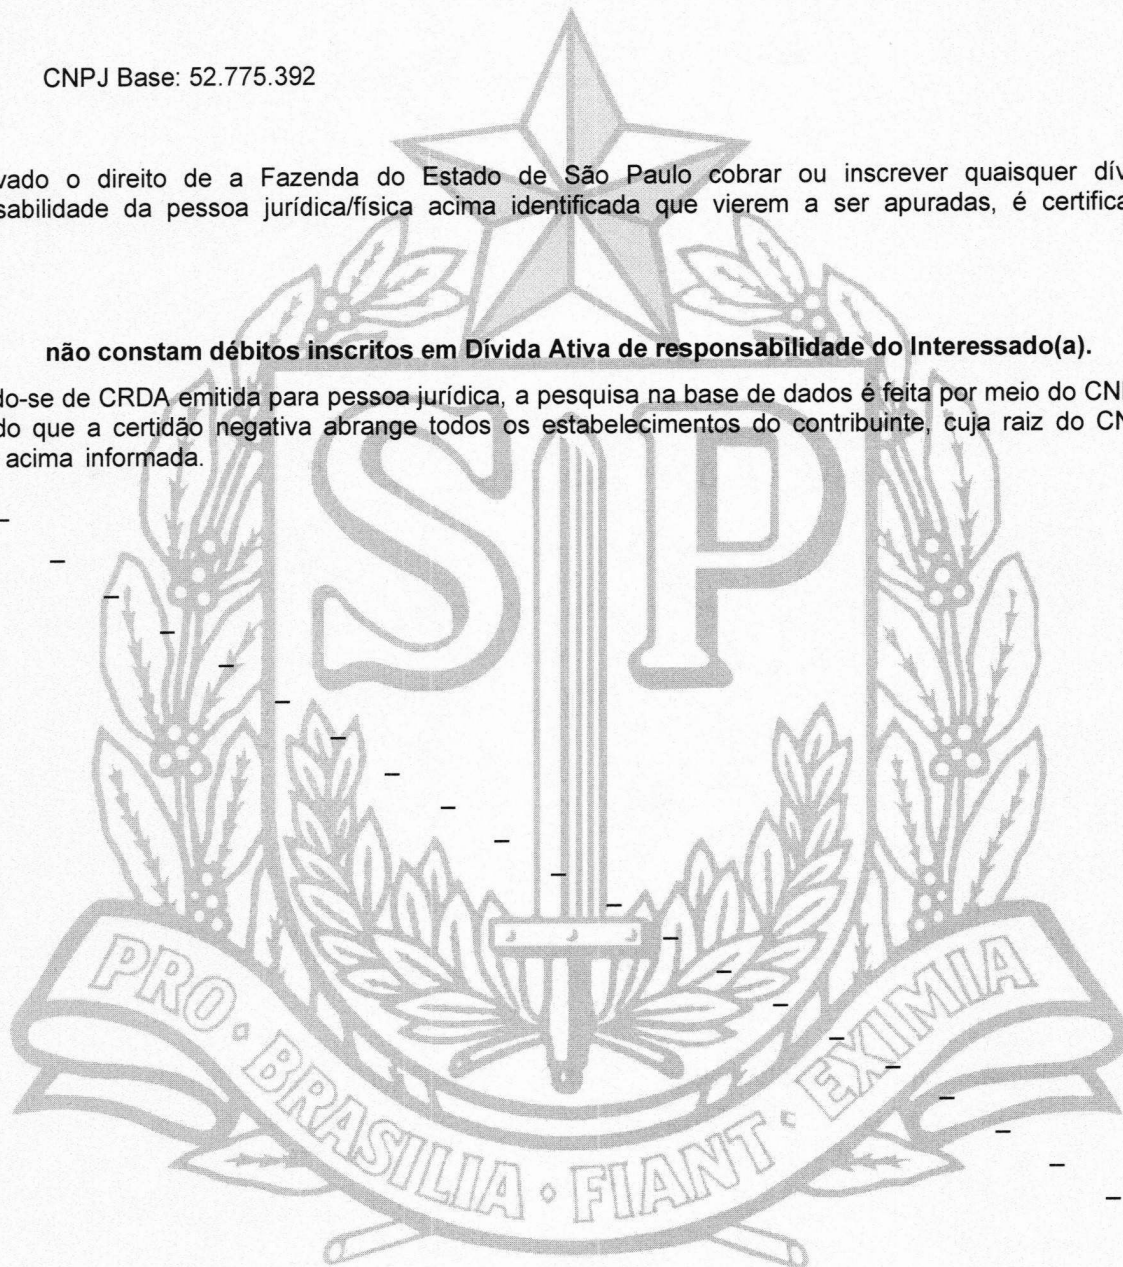 CNPJ Base: 52.775.392
vado o direito de a Fazenda do Estado de São Paulo cobrar ou inscrever quaisquer dív
sabilidade da pessoa jurídica/física acima identificada que vierem a ser apuradas, é certifica
não constam débitos inscritos em Dívida Ativa de responsabilidade do Interessado(a).
do-se de CRDA emitida para pessoa jurídica, a pesquisa na base de dados é feita por meio do CN
do que a certidão negativa abrange todos os estabelecimentos do contribuinte, cuja raiz do CN
acima informada.
SP
PRO · BRASILIA · FIANT · EXIMIA